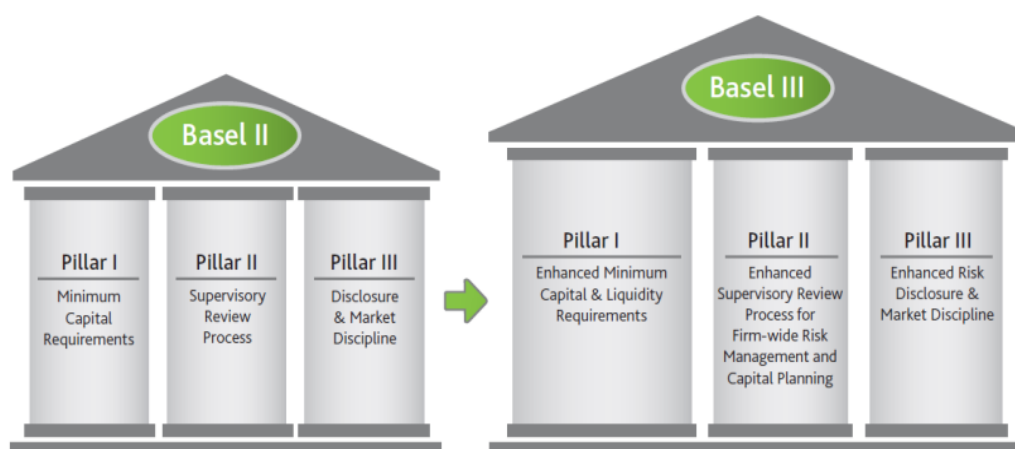 Basel II
Pillar I
Minimum
Capital
Requirements
Pillar II
Supervisory
Review
Process
Pillar III
Disclosure
& Market
Discipline
Basel III
Pillar I
Enhanced Minimum
Capital & Liquidity
Requirements
Pillar II
Enhanced
Supervisory Review
Process for
Firm-wide Risk
Management and
Capital Planning
Pillar III
Enhanced Risk
Disclosure &
Market Discipline